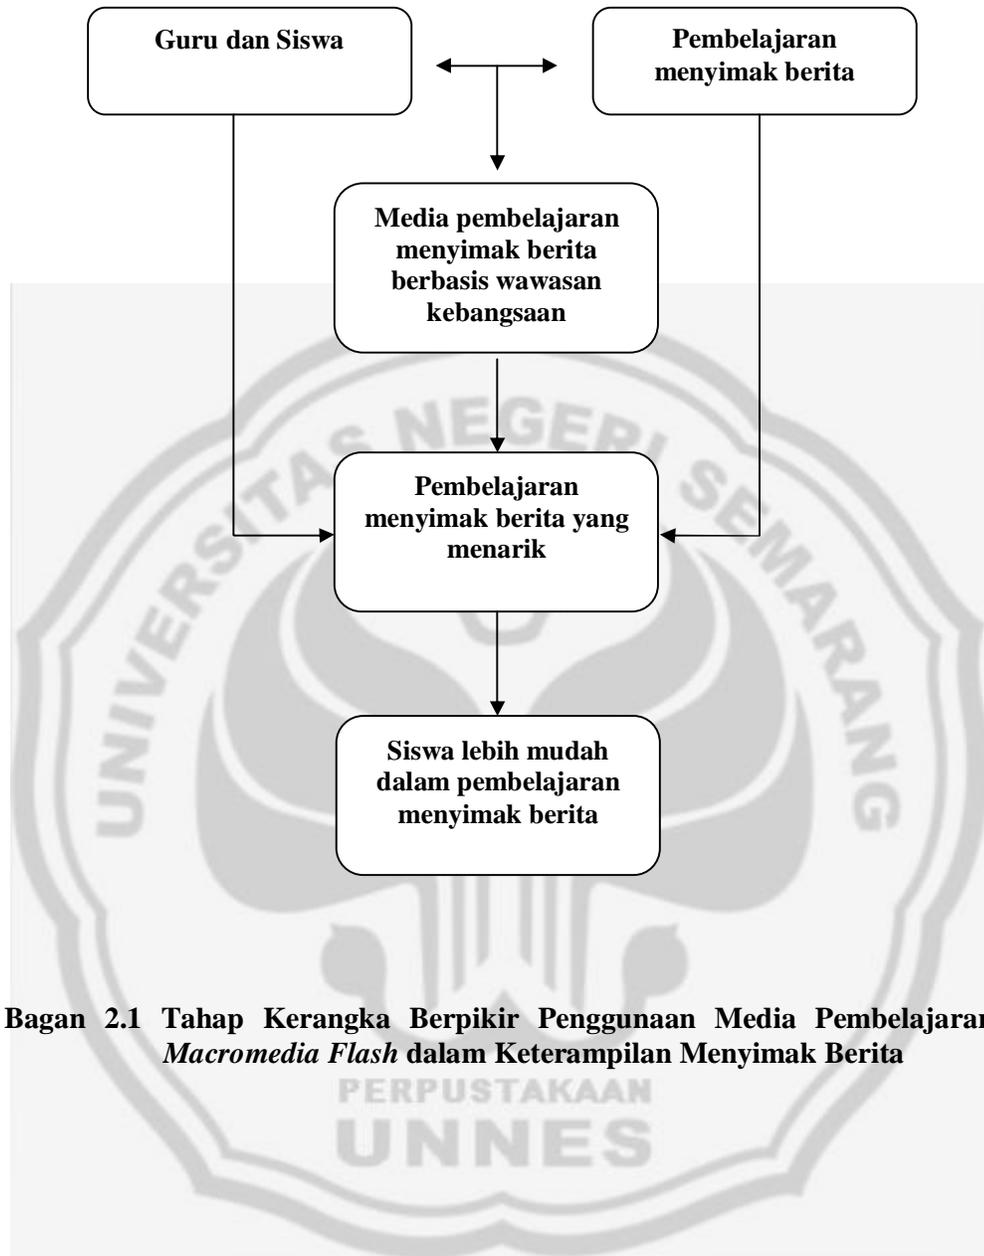 Guru dan Siswa
Pembelajaran
menyimak berita
Media pembelajaran
menyimak berita
berbasis wawasan
kebangsaan
Pembelajaran
menyimak berita yang
menarik
Siswa lebih mudah
dalam pembelajaran
menyimak berita
Bagan 2.1 Tahap Kerangka Berpikir Penggunaan Media Pembelajaran
Macromedia Flash dalam Keterampilan Menyimak Berita
UNIVERSITAS NEGERI SEMARANG
PERPUSTAKAAN
UNNES